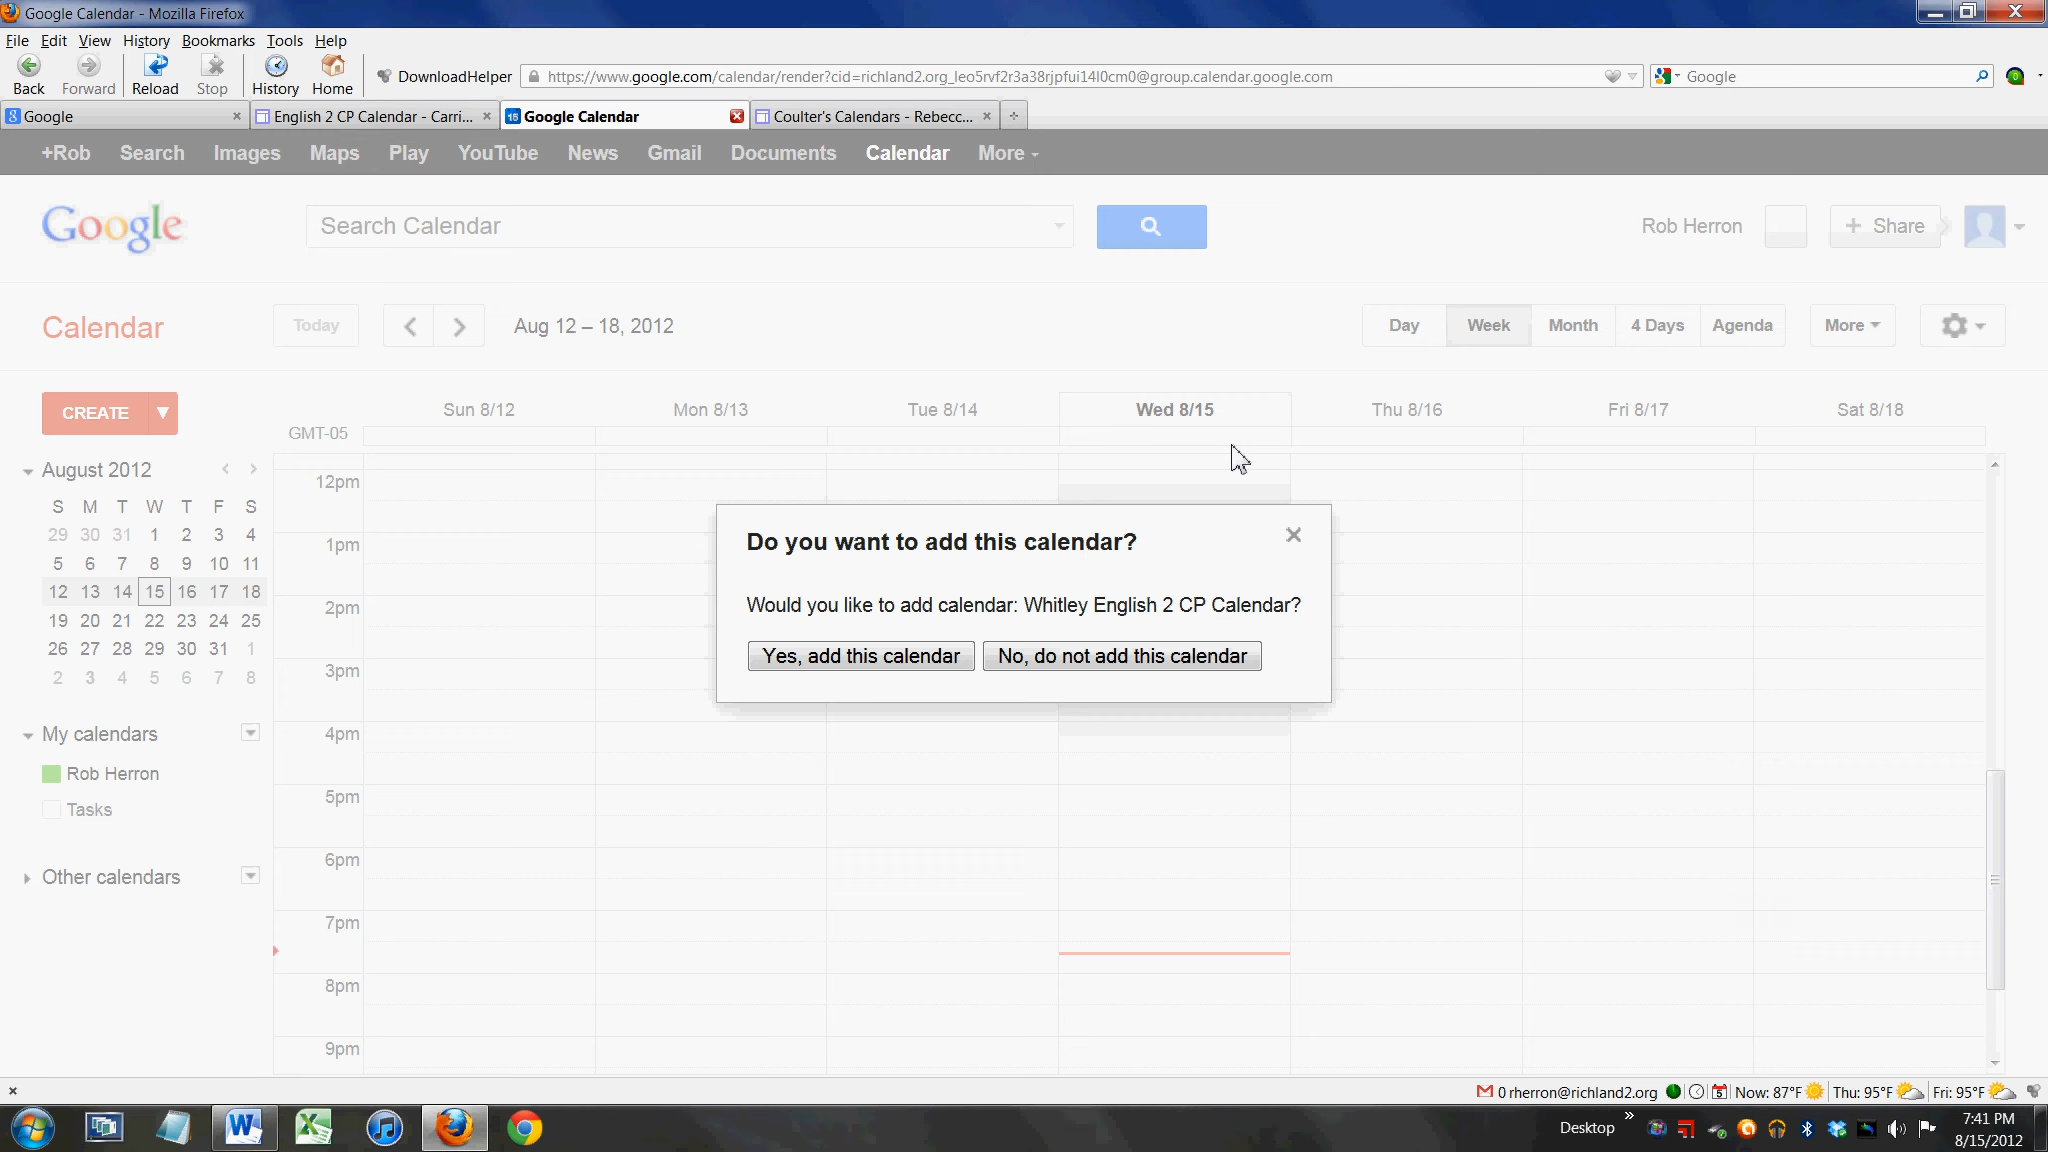 Google Calendar - Mozilla Firefox
File Edit View History Bookmarks Tools Help
Back Forward Reload Stop History Home DownloadHelper https://www.google.com/calendar/render?cid=richland2.org_leo5rvf2r3a38rjpfui14l0cm0@group.calendar.google.com Google
Google English 2 CP Calendar - Carri... Google Calendar Coulter's Calendars - Rebecc...
+Rob Search Images Maps Play YouTube News Gmail Documents Calendar More
Google Search Calendar Rob Herron + Share
Calendar Today Aug 12 – 18, 2012 Day Week Month 4 Days Agenda More
CREATE
Sun 8/12 Mon 8/13 Tue 8/14 Wed 8/15 Thu 8/16 Fri 8/17 Sat 8/18
GMT-05
August 2012
S M T W T F S
29 30 31 1 2 3 4
5 6 7 8 9 10 11
12 13 14 15 16 17 18
19 20 21 22 23 24 25
26 27 28 29 30 31 1
2 3 4 5 6 7 8
My calendars
Rob Herron
Tasks
Other calendars
12pm
1pm
2pm
3pm
4pm
5pm
6pm
7pm
8pm
9pm
Do you want to add this calendar?
Would you like to add calendar: Whitley English 2 CP Calendar?
Yes, add this calendar No, do not add this calendar
0 rherron@richland2.org Now: 87°F Thu: 95°F Fri: 95°F
Desktop » 7:41 PM
8/15/2012